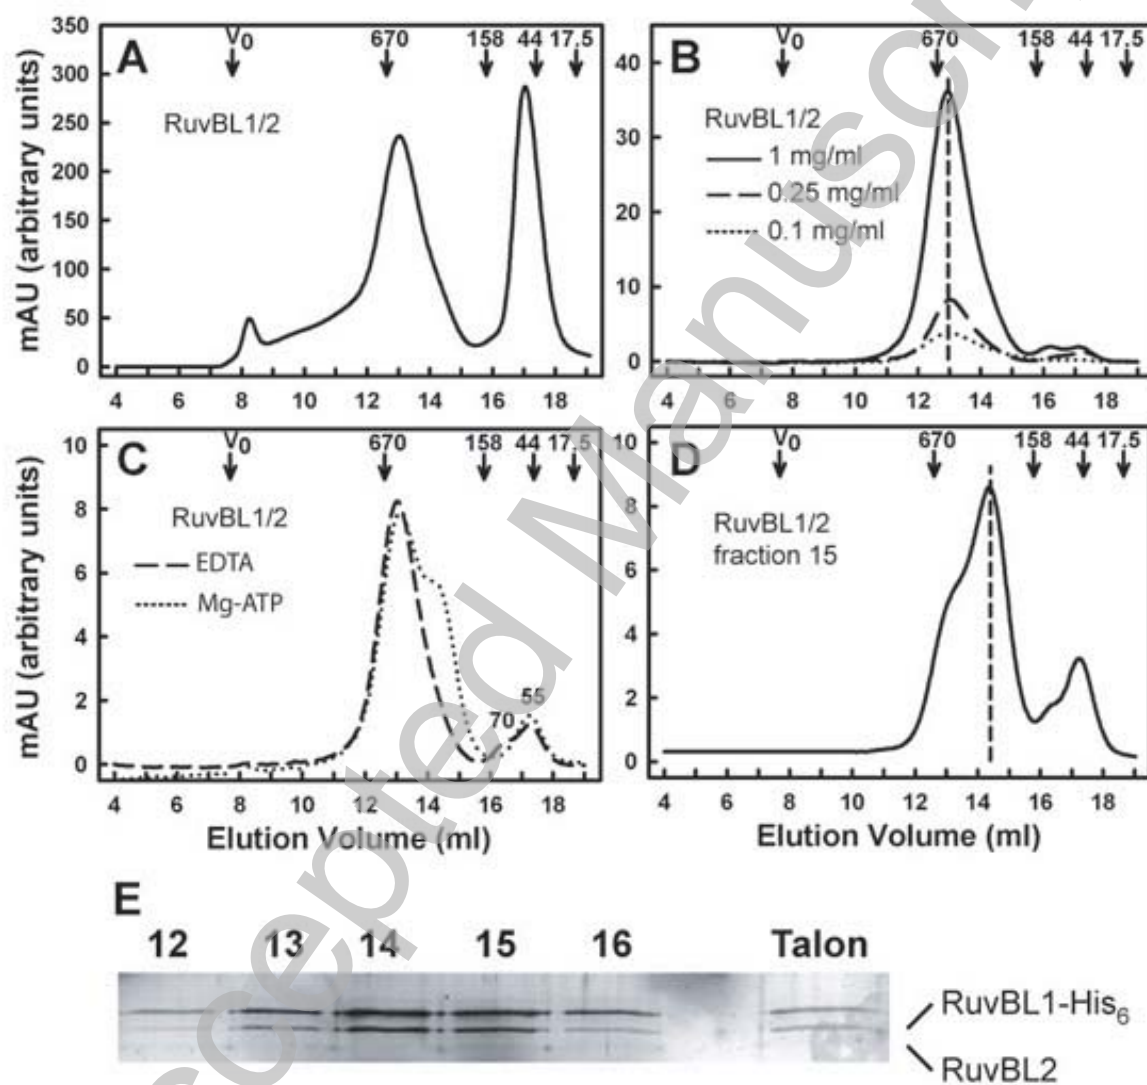 A
V0 670 158 44 17.5
RuvBL1/2
350
300
250
200
150
100
50
0
mAU (arbitrary units)
4 6 8 10 12 14 16 18
B
V0 670 158 44 17.5
RuvBL1/2
1 mg/ml
0.25 mg/ml
0.1 mg/ml
40
30
20
10
0
4 6 8 10 12 14 16 18
C
V0 670 158 44 17.5
RuvBL1/2
EDTA
Mg-ATP
70 55
10
8
6
4
2
0
mAU (arbitrary units)
4 6 8 10 12 14 16 18
Elution Volume (ml)
D
V0 670 158 44 17.5
RuvBL1/2
fraction 15
10
8
6
4
2
0
4 6 8 10 12 14 16 18
Elution Volume (ml)
E
12 13 14 15 16 Talon
RuvBL1-His6
RuvBL2
cepted Manusc